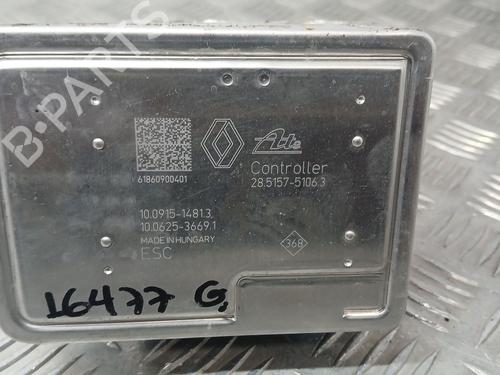 B-PARTS
Ate
Controller
61860900401
28.5157-5106.3
10.0915-1481.3,
10.0625-3669.1
MADE IN HUNGARY
ESC
368
16477 G,